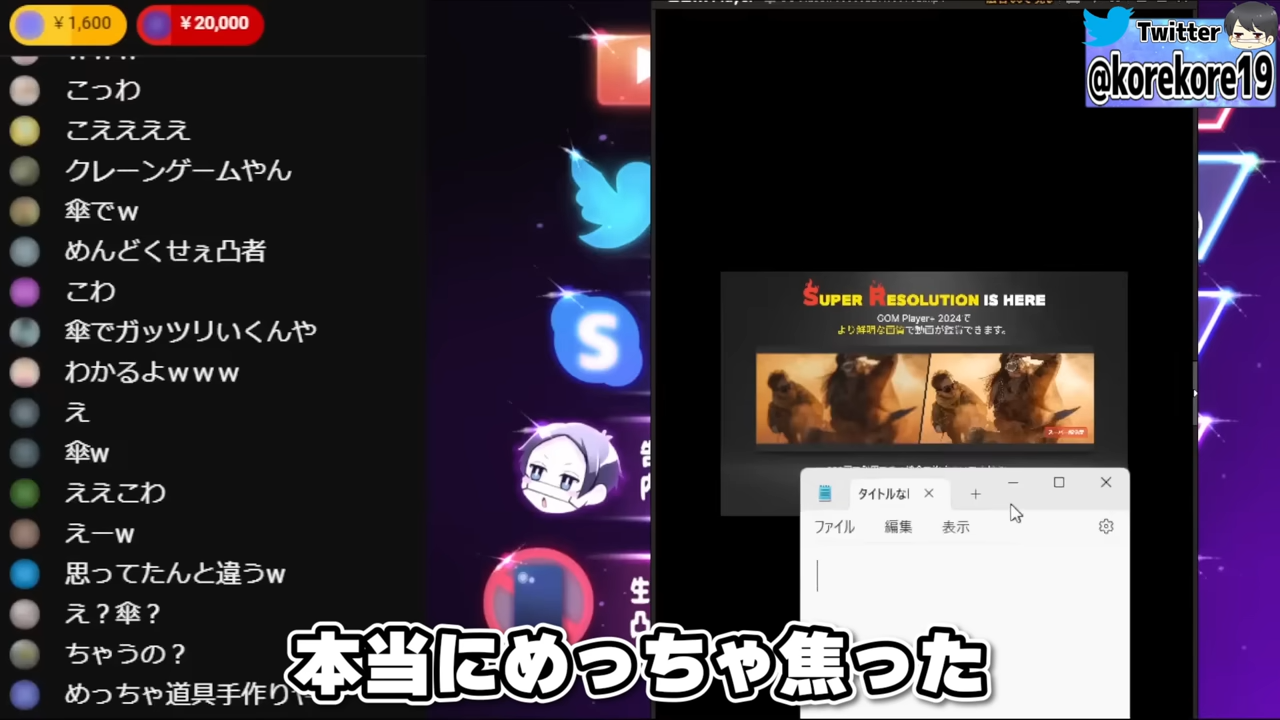 ¥1,600
¥20,000
こっわ
こえええええ
クレーンゲームやん
傘でw
めんどくせぇ凸者
こわ
傘でガッツリいくんや
わかるよwww
え
傘w
ええこわ
えーw
思ってたんと違うw
え？傘？
ちゃうの？
めっちゃ道具手作りや
Twitter
@korekore19
S
SUPER RESOLUTION IS HERE
GOM Player+ 2024で
より鮮明な画質で動画が鑑賞できます。
タイトルな
ファイル 編集 表示
生
凸
本当にめっちゃ焦った